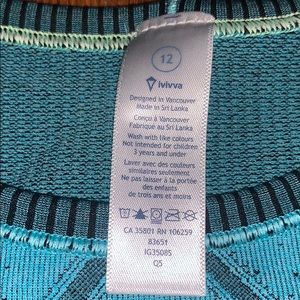 12
ivivva
Designed in Vancouver
Made in Sri Lanka
Conçu à Vancouver
Fabriqué au Sri Lanka
Wash with like colours
Not intended for children
3 years and under
Laver avec des couleurs
similaires seulement
Ne pas laisser à la portée
des enfants
de trois ans et moins
CA 35801 RN 106259
83651
IG35085
Q5